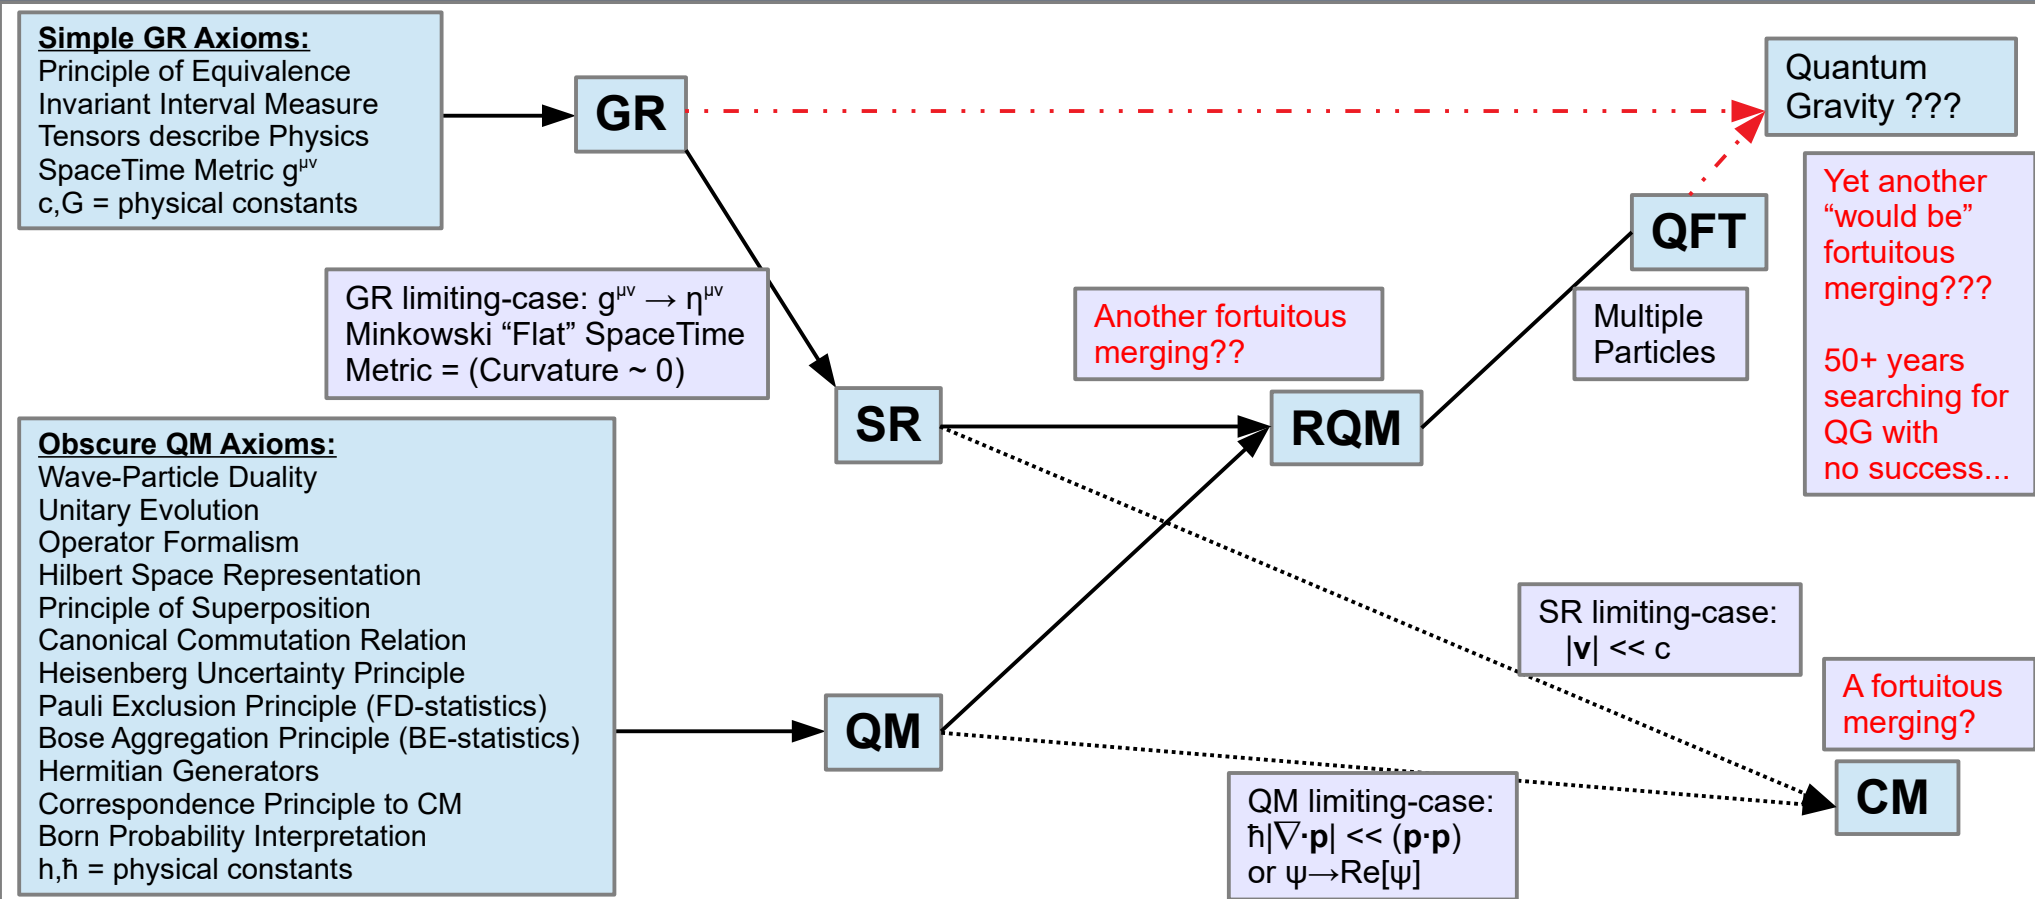 Simple GR Axioms:
Principle of Equivalence
Invariant Interval Measure
Tensors describe Physics
SpaceTime Metric gᵘᵛ
c,G = physical constants
GR
Quantum
Gravity ???
Yet another
“would be”
fortuitous
merging???
50+ years
searching for
QG with
no success...
QFT
Multiple
Particles
GR limiting-case: gᵘᵛ → ηᵘᵛ
Minkowski “Flat” SpaceTime
Metric = (Curvature ~ 0)
Another fortuitous
merging??
SR
RQM
Obscure QM Axioms:
Wave-Particle Duality
Unitary Evolution
Operator Formalism
Hilbert Space Representation
Principle of Superposition
Canonical Commutation Relation
Heisenberg Uncertainty Principle
Pauli Exclusion Principle (FD-statistics)
Bose Aggregation Principle (BE-statistics)
Hermitian Generators
Correspondence Principle to CM
Born Probability Interpretation
h,ħ = physical constants
QM
SR limiting-case:
|v| << c
A fortuitous
merging?
CM
QM limiting-case:
ħ|∇·p| << (p·p)
or ψ→Re[ψ]